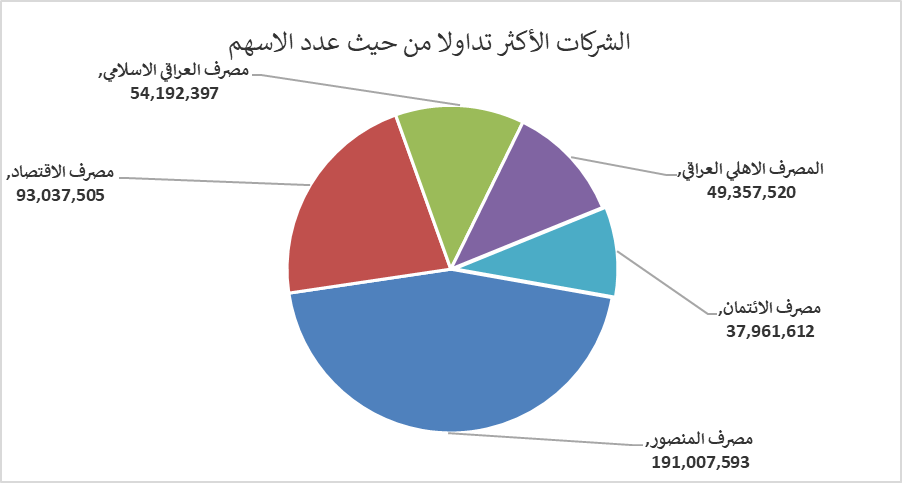 الشركات الأكثر تداولا من حيث عدد الاسهم
مصرف العراقي الاسلامي,
54,192,397
المصرف الاهلي العراقي,
49,357,520
مصرف الاقتصاد,
93,037,505
مصرف الائتمان,
37,961,612
مصرف المنصور,
191,007,593